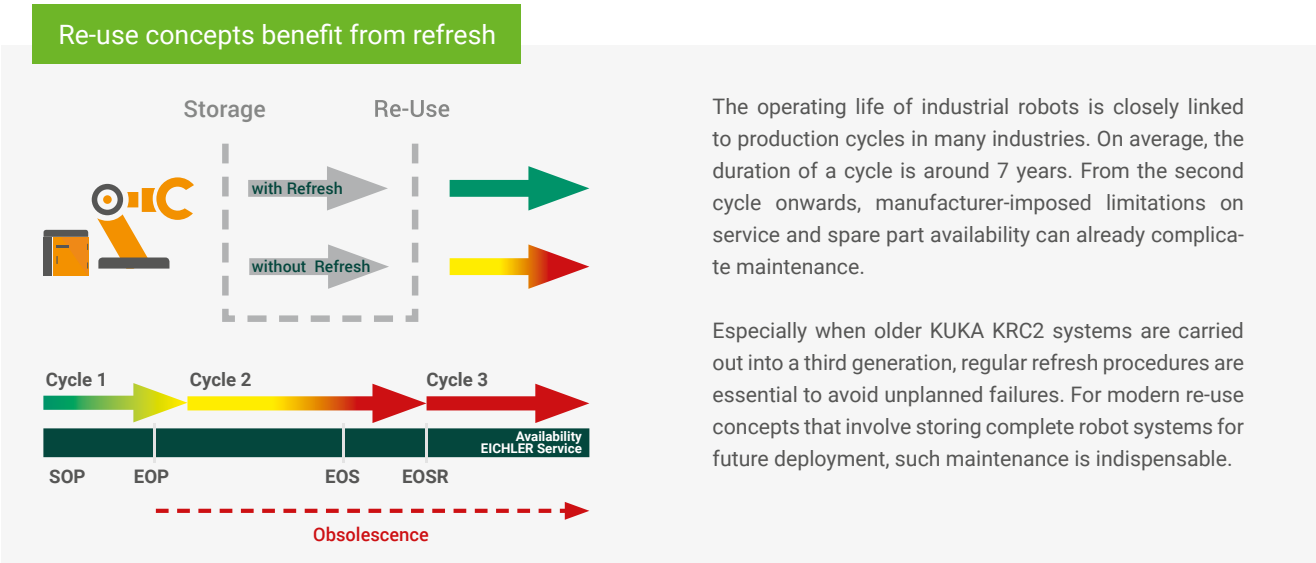 Re-use concepts benefit from refresh
Storage
Re-Use
with Refresh
without Refresh
Cycle 1
Cycle 2
Cycle 3
Availability
EICHLER Service
SOP
EOP
EOS
EOSR
Obsolescence
The operating life of industrial robots is closely linked
to production cycles in many industries. On average, the
duration of a cycle is around 7 years. From the second
cycle onwards, manufacturer-imposed limitations on
service and spare part availability can already complica-
te maintenance.
Especially when older KUKA KRC2 systems are carried
out into a third generation, regular refresh procedures are
essential to avoid unplanned failures. For modern re-use
concepts that involve storing complete robot systems for
future deployment, such maintenance is indispensable.